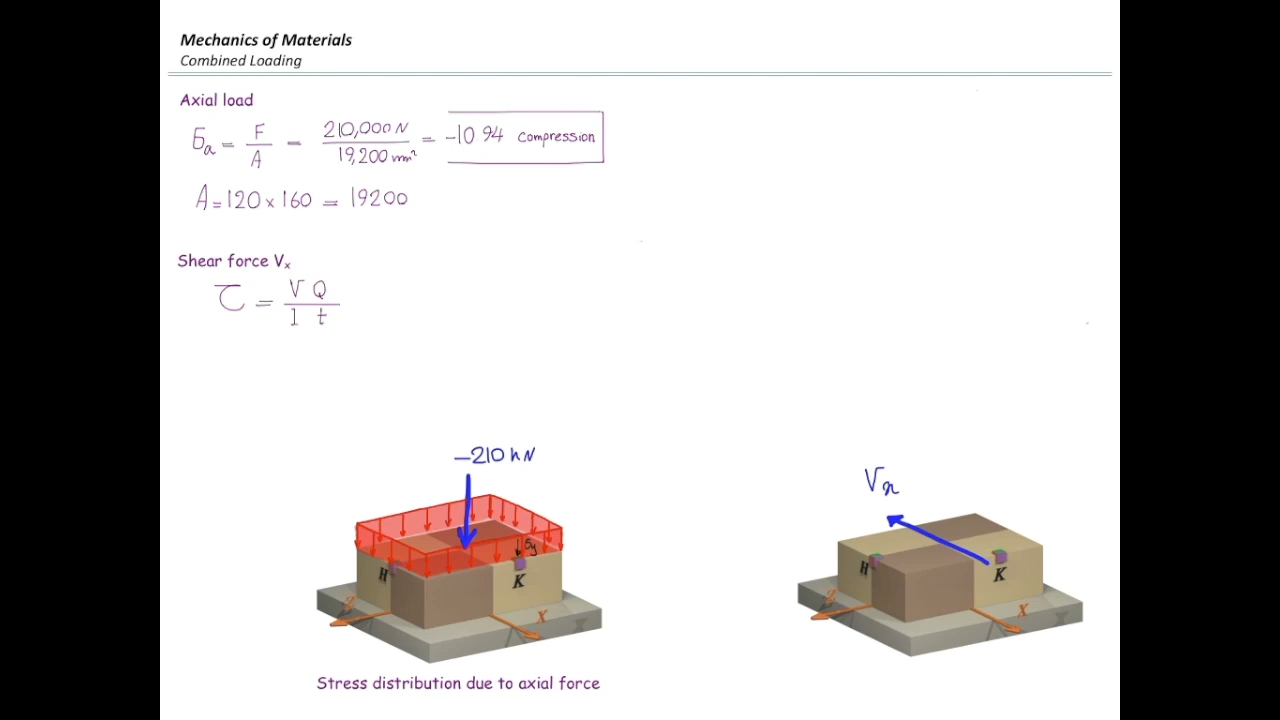 Mechanics of Materials
Combined Loading
Axial load
σa = F/A = 210,000 N / 19,200 mm² = -10 94 Compression
A = 120 × 160 = 19200
Shear force Vx
τ = V Q / I t
-210 kN
Vx
σy
H
K
Z
X
H
K
Z
X
Stress distribution due to axial force